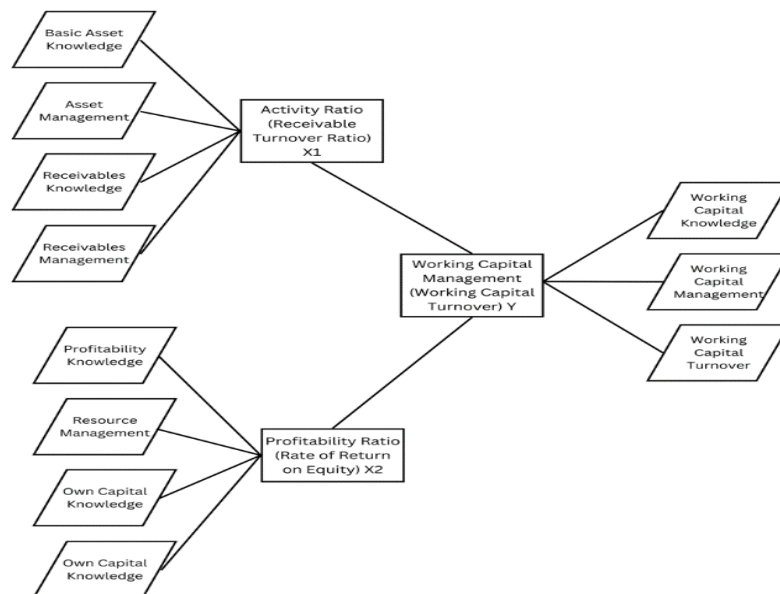 Basic Asset
Knowledge
Asset
Management
Receivables
Knowledge
Receivables
Management
Activity Ratio
(Receivable
Turnover Ratio)
X1
Working Capital
Management
(Working Capital
Turnover) Y
Working
Capital
Knowledge
Working
Capital
Management
Working
Capital
Turnover
Profitability
Knowledge
Resource
Management
Own Capital
Knowledge
Own Capital
Knowledge
Profitability Ratio
(Rate of Return
on Equity) X2